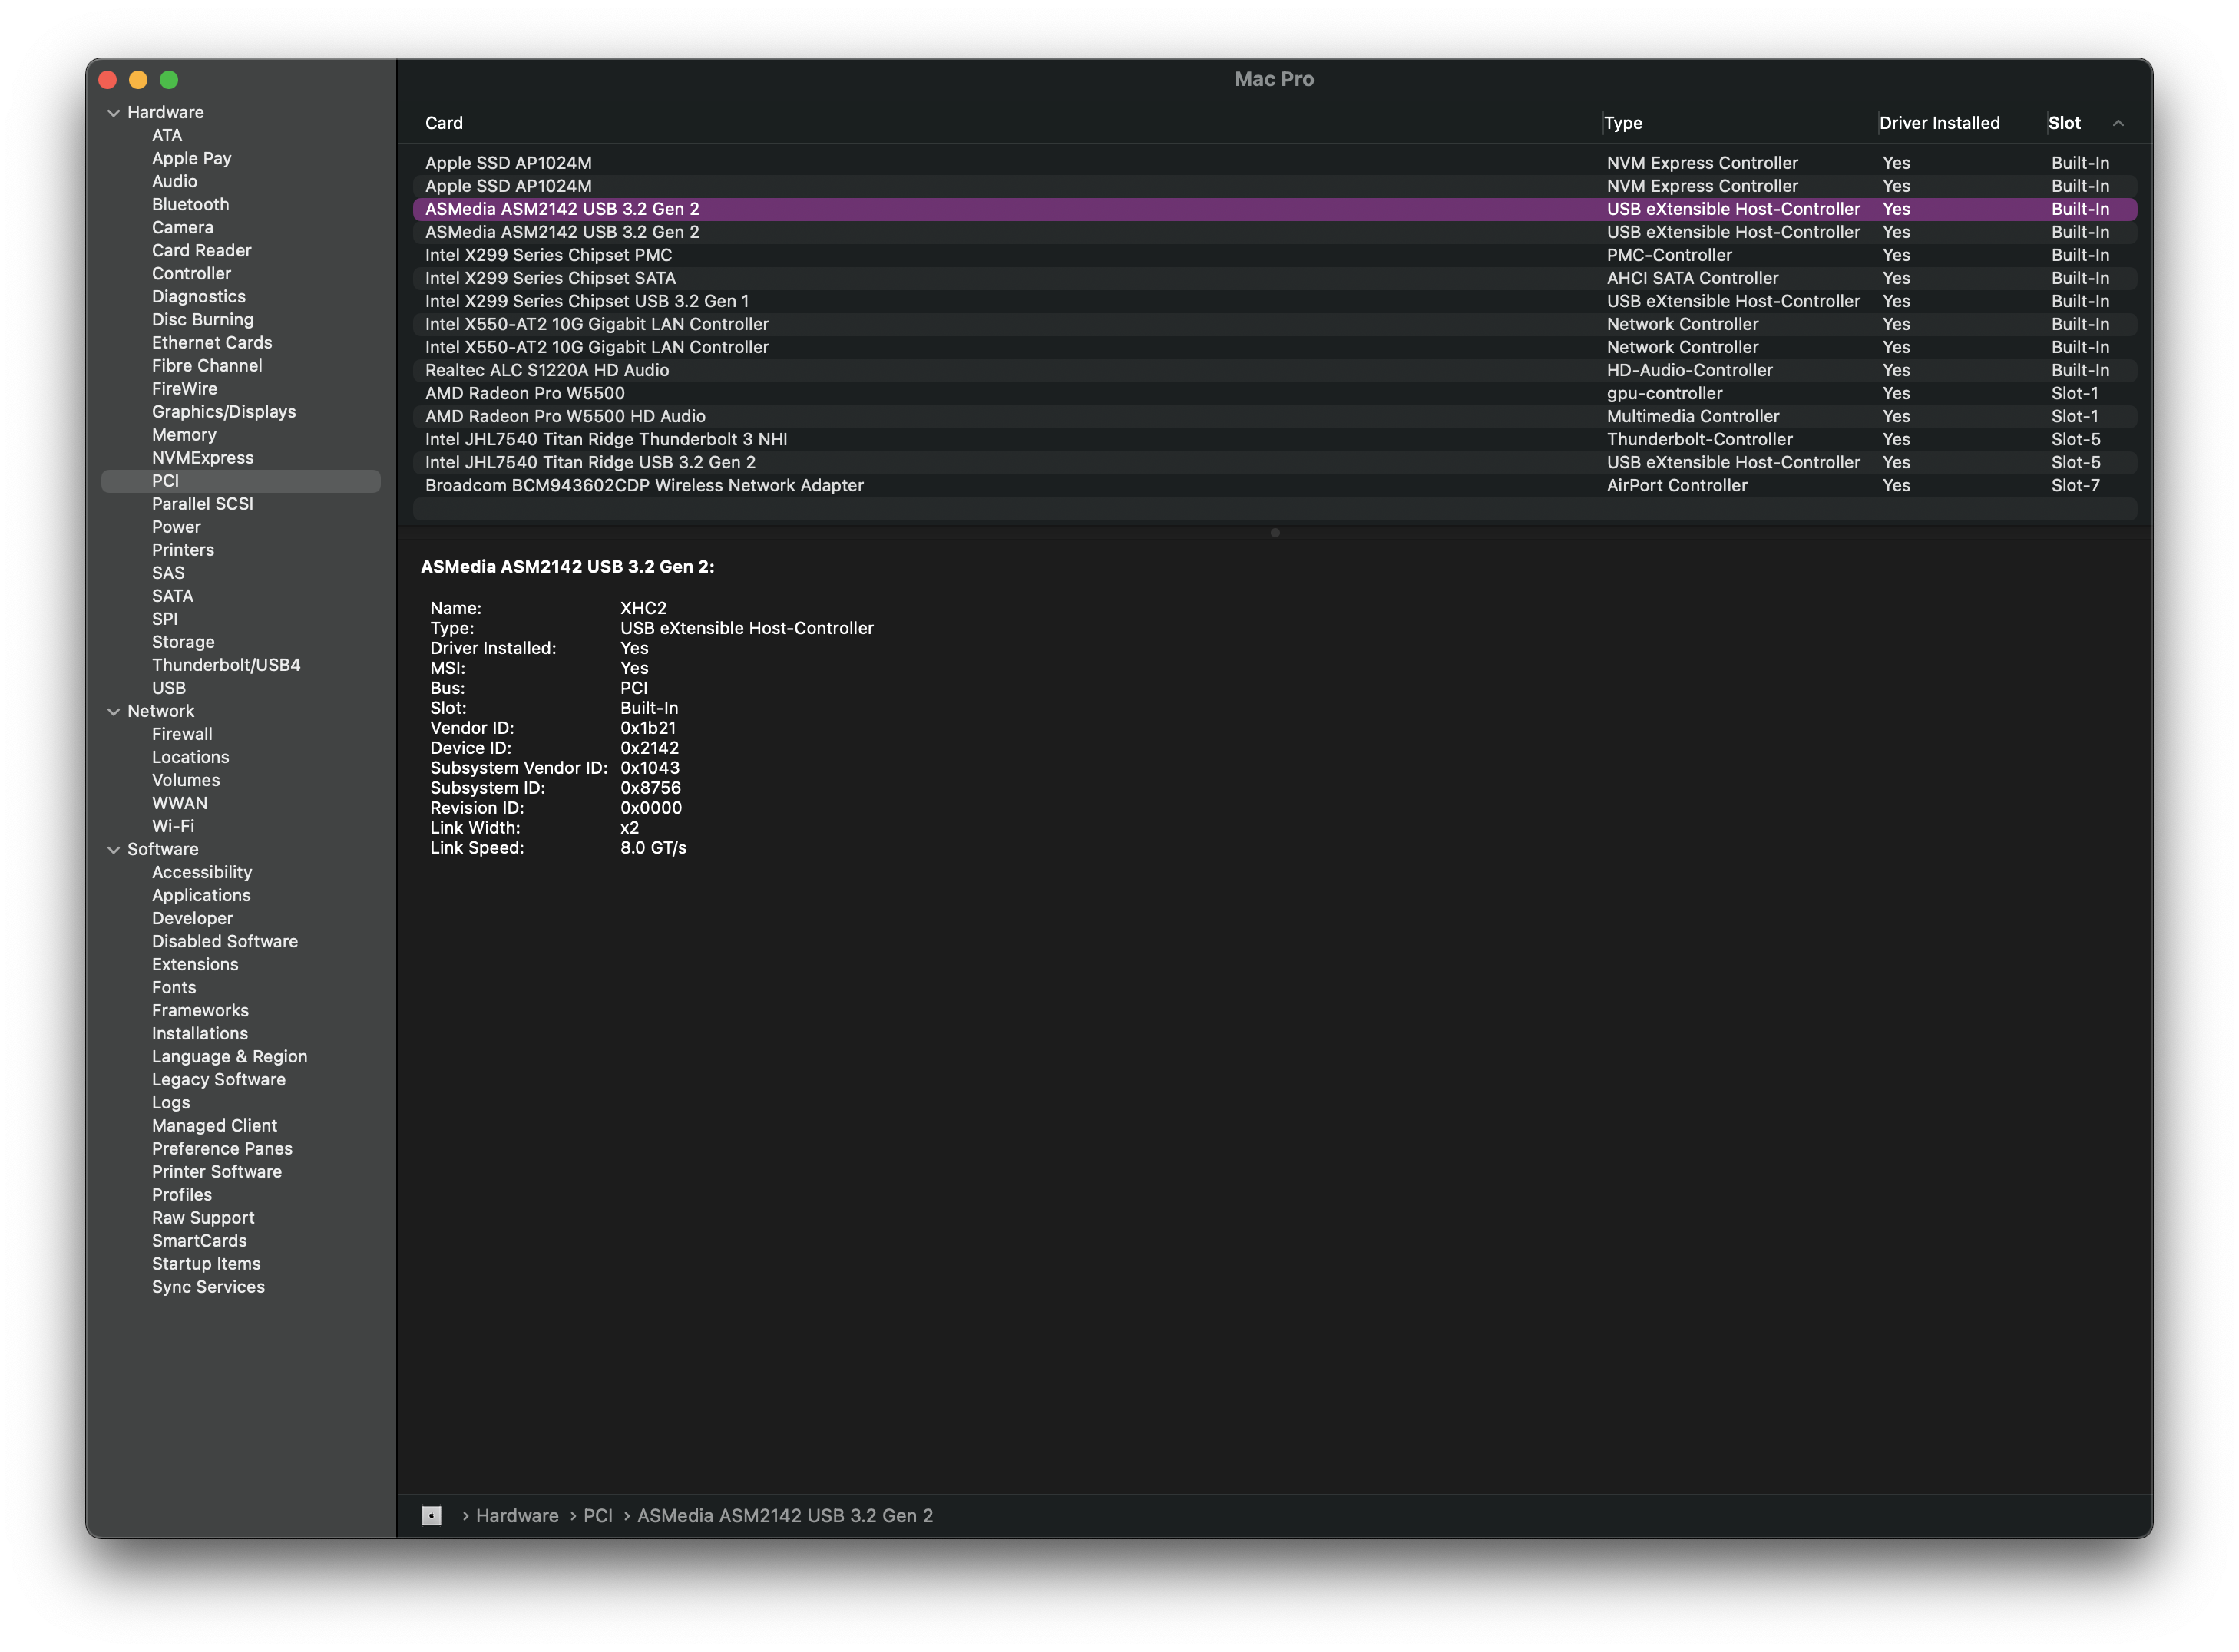 Mac Pro
Hardware
ATA
Apple Pay
Audio
Bluetooth
Camera
Card Reader
Controller
Diagnostics
Disc Burning
Ethernet Cards
Fibre Channel
FireWire
Graphics/Displays
Memory
NVMExpress
PCI
Parallel SCSI
Power
Printers
SAS
SATA
SPI
Storage
Thunderbolt/USB4
USB
Network
Firewall
Locations
Volumes
WWAN
Wi-Fi
Software
Accessibility
Applications
Developer
Disabled Software
Extensions
Fonts
Frameworks
Installations
Language & Region
Legacy Software
Logs
Managed Client
Preference Panes
Printer Software
Profiles
Raw Support
SmartCards
Startup Items
Sync Services
Card Type Driver Installed Slot
Apple SSD AP1024M NVM Express Controller Yes Built-In
Apple SSD AP1024M NVM Express Controller Yes Built-In
ASMedia ASM2142 USB 3.2 Gen 2 USB eXtensible Host-Controller Yes Built-In
ASMedia ASM2142 USB 3.2 Gen 2 USB eXtensible Host-Controller Yes Built-In
Intel X299 Series Chipset PMC PMC-Controller Yes Built-In
Intel X299 Series Chipset SATA AHCI SATA Controller Yes Built-In
Intel X299 Series Chipset USB 3.2 Gen 1 USB eXtensible Host-Controller Yes Built-In
Intel X550-AT2 10G Gigabit LAN Controller Network Controller Yes Built-In
Intel X550-AT2 10G Gigabit LAN Controller Network Controller Yes Built-In
Realtec ALC S1220A HD Audio HD-Audio-Controller Yes Built-In
AMD Radeon Pro W5500 gpu-controller Yes Slot-1
AMD Radeon Pro W5500 HD Audio Multimedia Controller Yes Slot-1
Intel JHL7540 Titan Ridge Thunderbolt 3 NHI Thunderbolt-Controller Yes Slot-5
Intel JHL7540 Titan Ridge USB 3.2 Gen 2 USB eXtensible Host-Controller Yes Slot-5
Broadcom BCM943602CDP Wireless Network Adapter AirPort Controller Yes Slot-7
ASMedia ASM2142 USB 3.2 Gen 2:
Name: XHC2
Type: USB eXtensible Host-Controller
Driver Installed: Yes
MSI: Yes
Bus: PCI
Slot: Built-In
Vendor ID: 0x1b21
Device ID: 0x2142
Subsystem Vendor ID: 0x1043
Subsystem ID: 0x8756
Revision ID: 0x0000
Link Width: x2
Link Speed: 8.0 GT/s
› Hardware › PCI › ASMedia ASM2142 USB 3.2 Gen 2